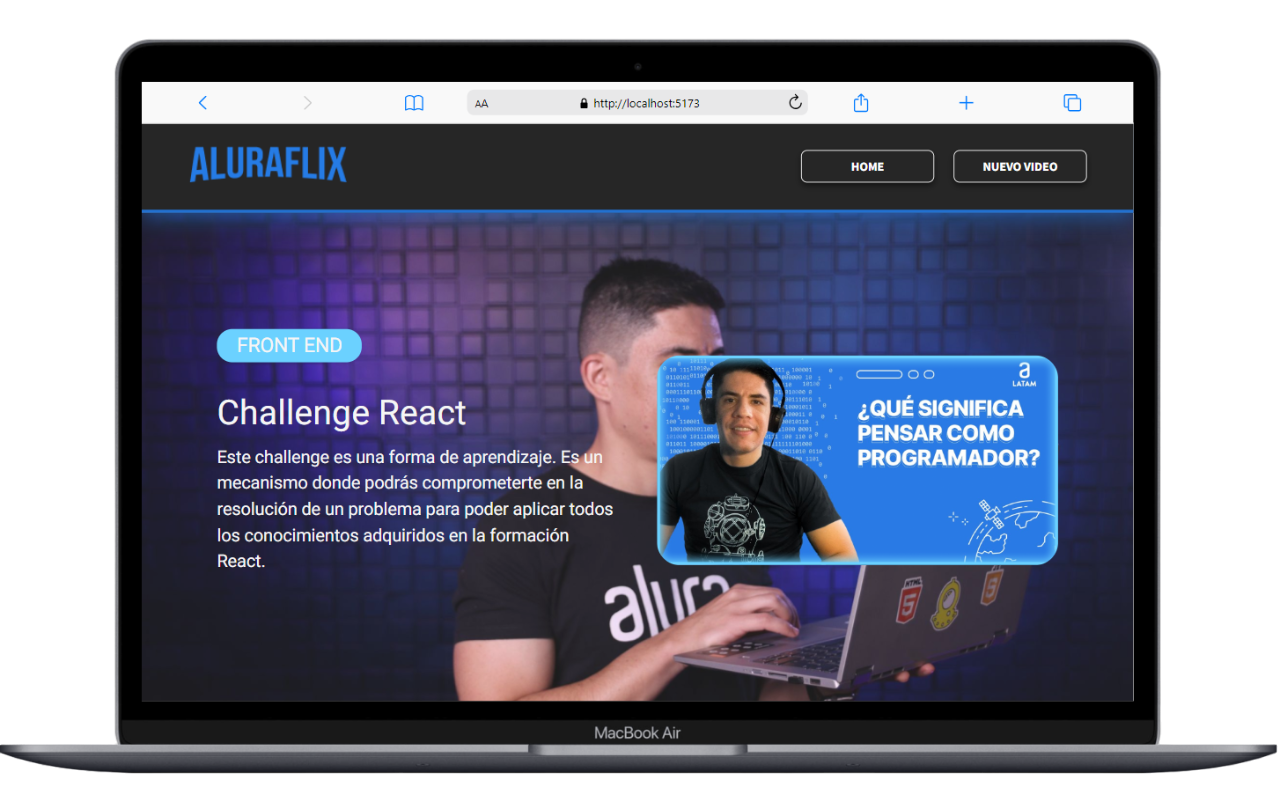 AA
http://localhost:5173
ALURAFLIX
HOME
NUEVO VIDEO
FRONT END
Challenge React
Este challenge es una forma de aprendizaje. Es un
mecanismo donde podrás comprometerte en la
resolución de un problema para poder aplicar todos
los conocimientos adquiridos en la formación
React.
a
LATAM
¿QUÉ SIGNIFICA
PENSAR COMO
PROGRAMADOR?
alura
HTML
5
MacBook Air